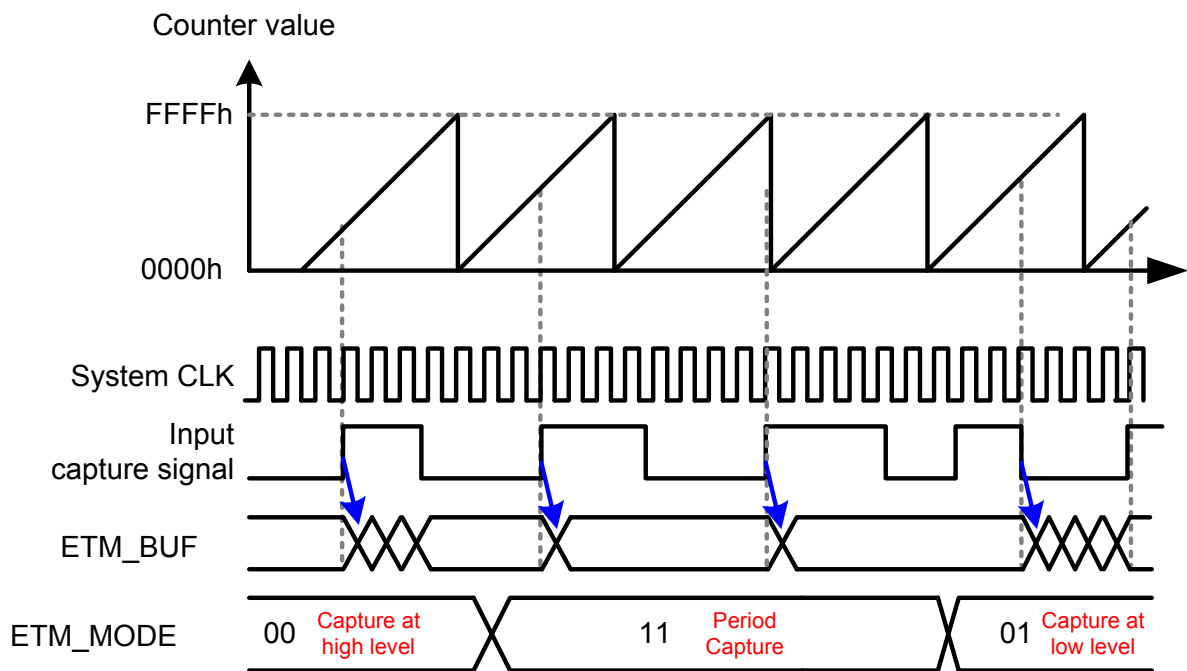 Counter value
FFFFh
0000h
System CLK
Input
capture signal
ETM_BUF
ETM_MODE
00
Capture at
high level
11
Period
Capture
01
Capture at
low level